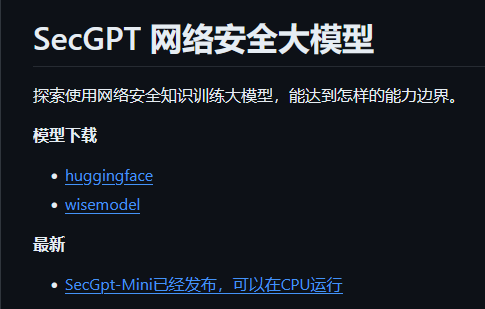 SecGPT 网络安全大模型
探索使用网络安全知识训练大模型，能达到怎样的能力边界。
模型下载
huggingface
wisemodel
最新
SecGpt-Mini已经发布，可以在CPU运行